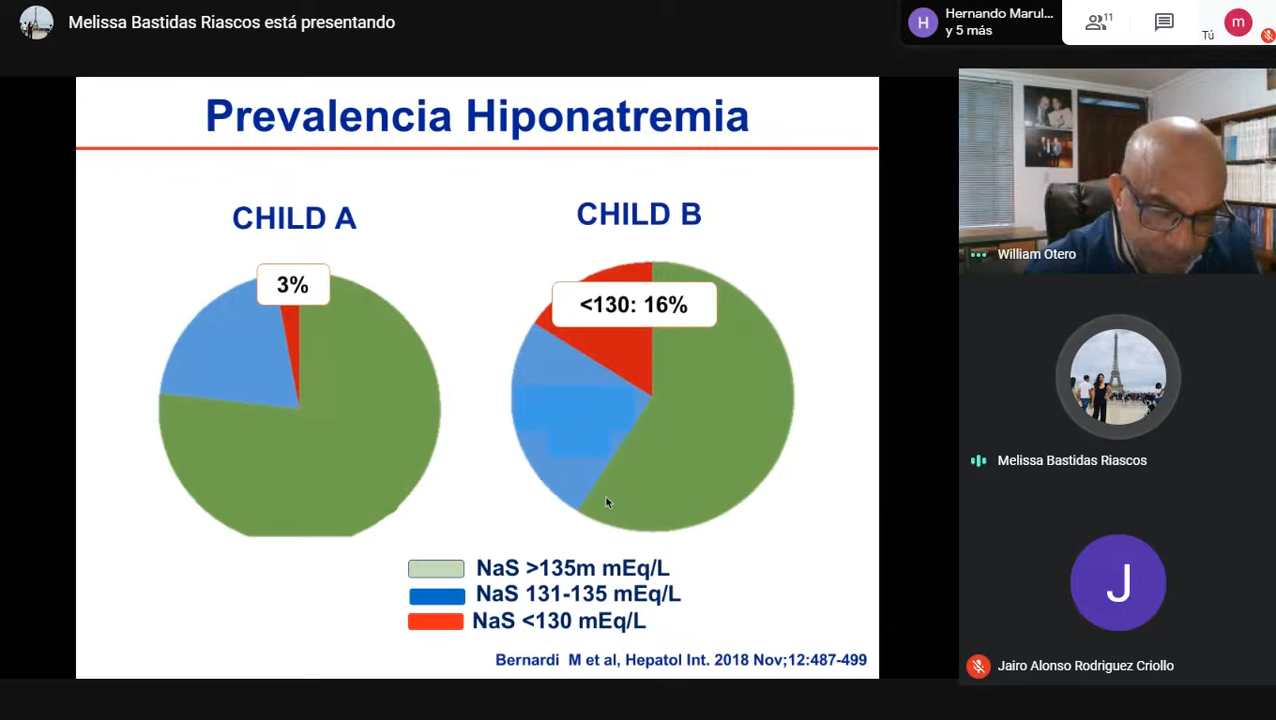 Melissa Bastidas Riascos está presentando
H
Hernando Marul...
y 5 más
11
Tú
m
Prevalencia Hiponatremia
CHILD A
CHILD B
3%
<130: 16%
NaS >135m mEq/L
NaS 131-135 mEq/L
NaS <130 mEq/L
Bernardi M et al, Hepatol Int. 2018 Nov;12:487-499
William Otero
Melissa Bastidas Riascos
J
Jairo Alonso Rodriguez Criollo